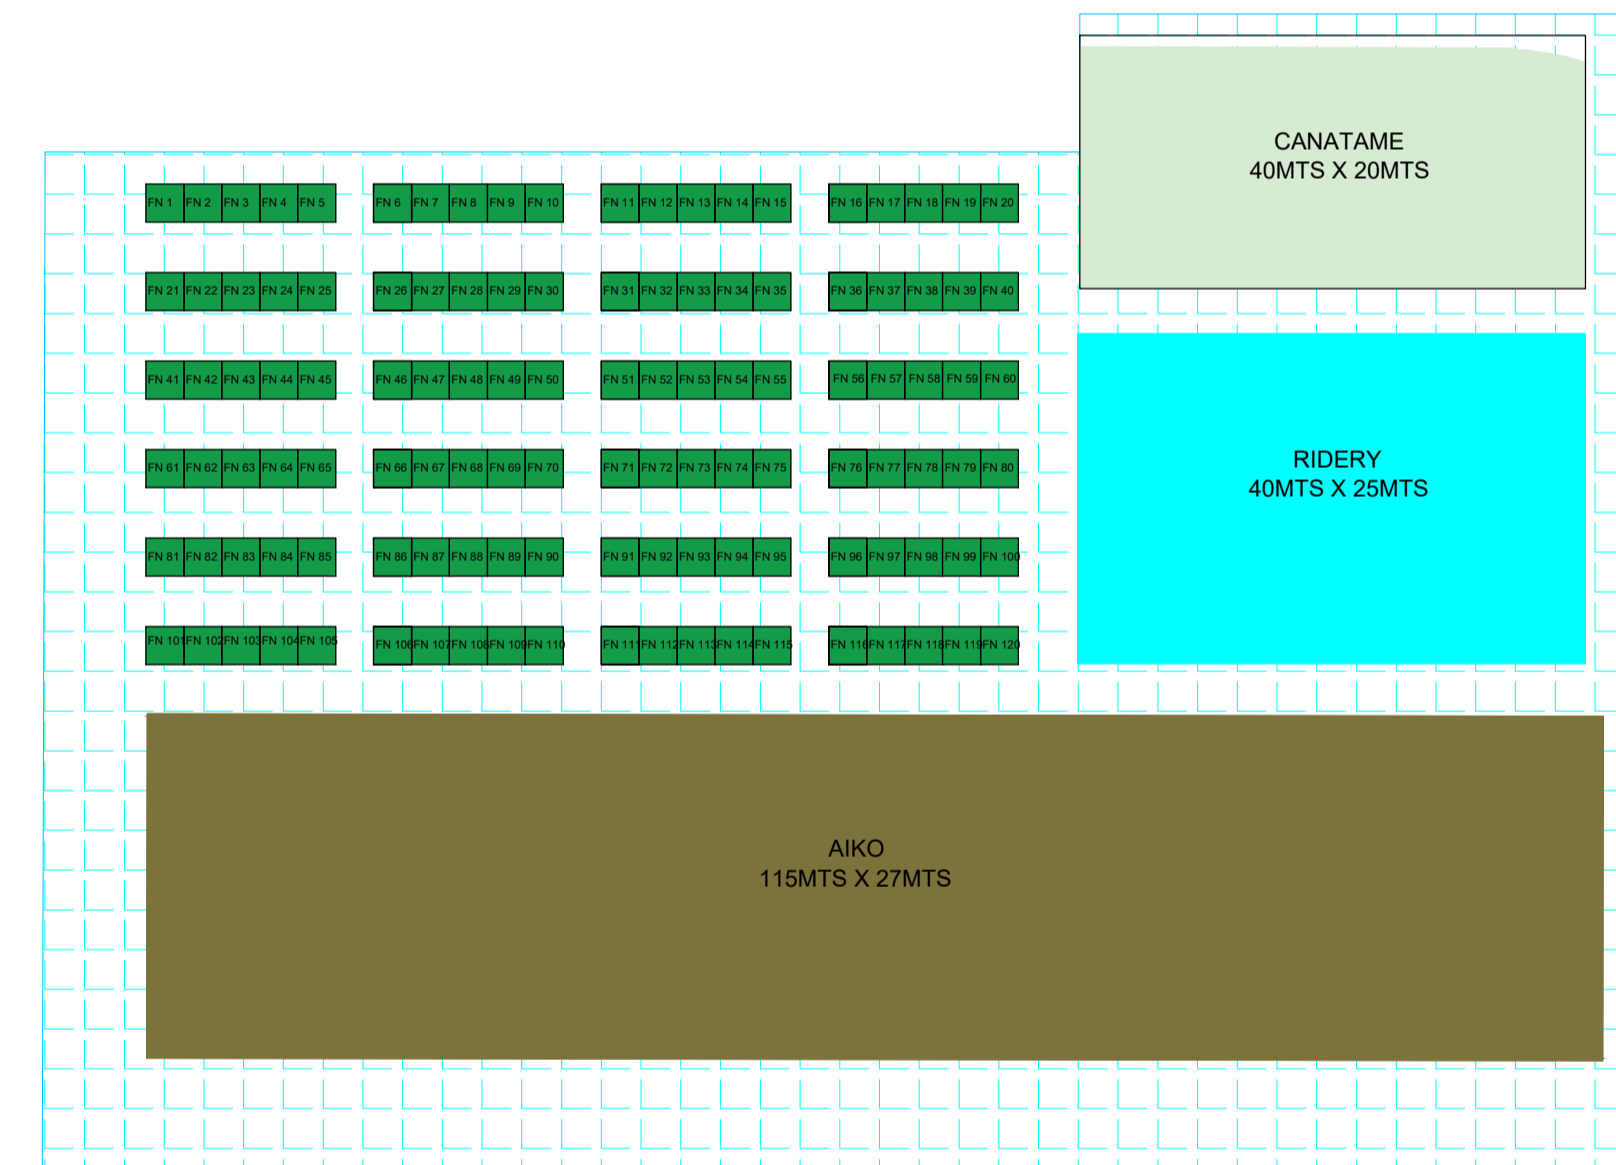 CANATAME
40MTS X 20MTS
FN 1 FN 2 FN 3 FN 4 FN 5 FN 6 FN 7 FN 8 FN 9 FN 10 FN 11 FN 12 FN 13 FN 14 FN 15 FN 16 FN 17 FN 18 FN 19 FN 20
FN 21 FN 22 FN 23 FN 24 FN 25 FN 26 FN 27 FN 28 FN 29 FN 30 FN 31 FN 32 FN 33 FN 34 FN 35 FN 36 FN 37 FN 38 FN 39 FN 40
FN 41 FN 42 FN 43 FN 44 FN 45 FN 46 FN 47 FN 48 FN 49 FN 50 FN 51 FN 52 FN 53 FN 54 FN 55 FN 56 FN 57 FN 58 FN 59 FN 60
RIDERY
40MTS X 25MTS
FN 61 FN 62 FN 63 FN 64 FN 65 FN 66 FN 67 FN 68 FN 69 FN 70 FN 71 FN 72 FN 73 FN 74 FN 75 FN 76 FN 77 FN 78 FN 79 FN 80
FN 81 FN 82 FN 83 FN 84 FN 85 FN 86 FN 87 FN 88 FN 89 FN 90 FN 91 FN 92 FN 93 FN 94 FN 95 FN 96 FN 97 FN 98 FN 99 FN 100
FN 101 FN 102 FN 103 FN 104 FN 105 FN 106 FN 107 FN 108 FN 109 FN 110 FN 111 FN 112 FN 113 FN 114 FN 115 FN 116 FN 117 FN 118 FN 119 FN 120
AIKO
115MTS X 27MTS